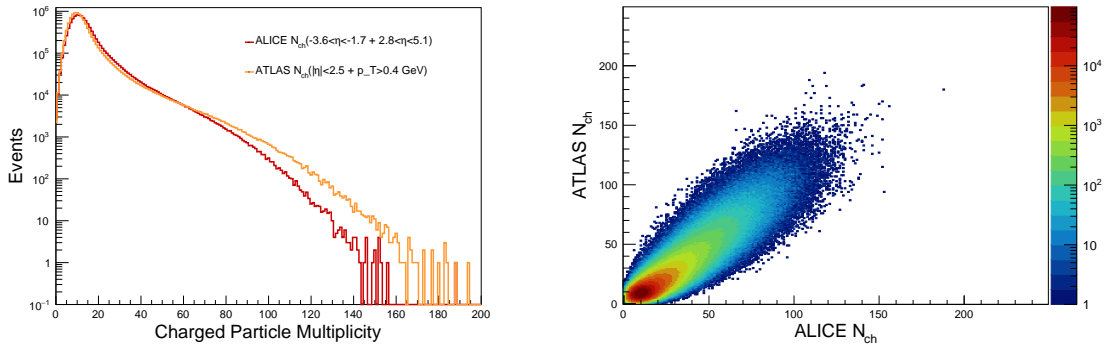 10^6
10^5
10^4
10^3
10^2
10
1
10^-1
Events
ALICE N_ch(-3.6<η<-1.7 + 2.8<η<5.1)
ATLAS N_ch(|η|<2.5 + p_T>0.4 GeV)
0 20 40 60 80 100 120 140 160 180 200
Charged Particle Multiplicity
ATLAS N_ch
200
150
100
50
0
0 50 100 150 200
ALICE N_ch
10^4
10^3
10^2
10
1